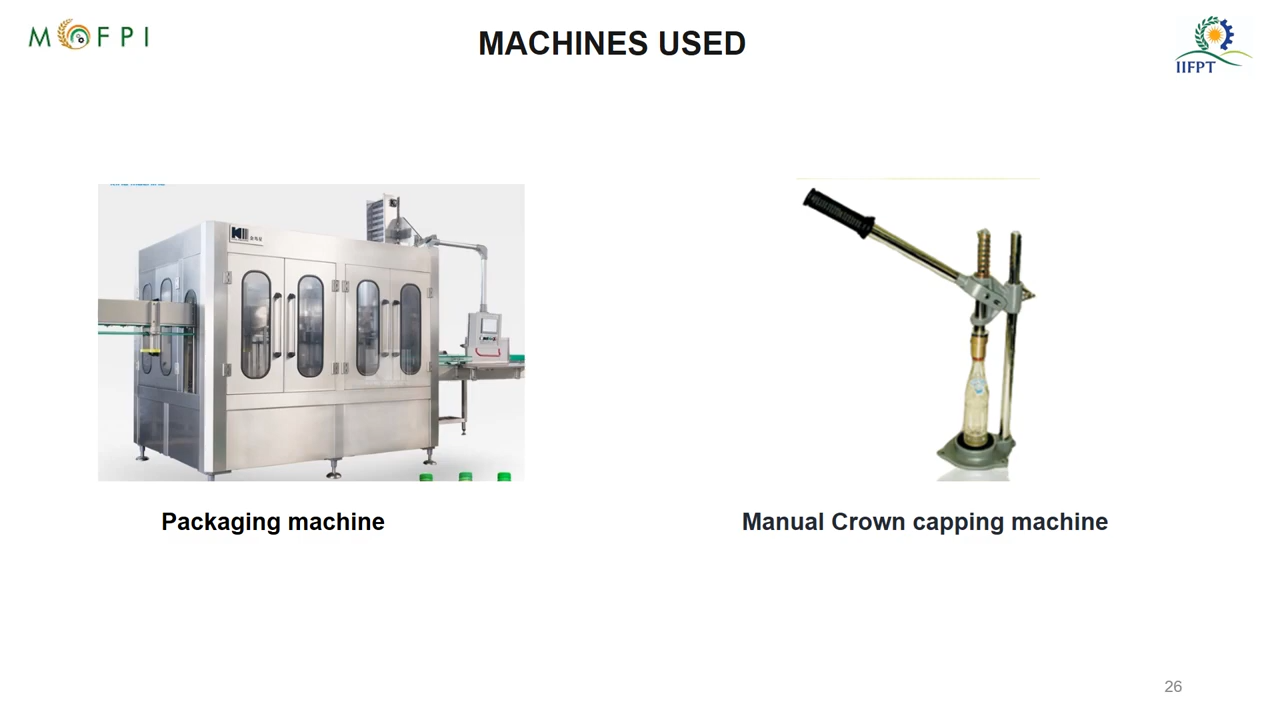 MOFPI
MACHINES USED
IIFPT
Packaging machine
Manual Crown capping machine
26